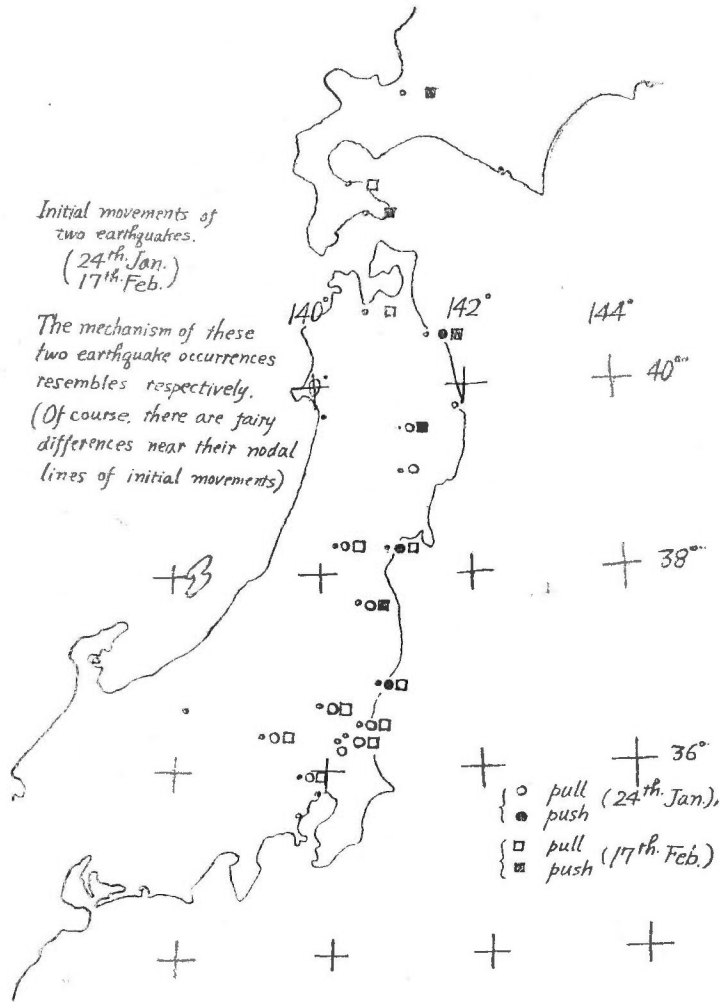 Initial movements of
two earthquakes.
(24th. Jan.)
(17th. Feb.)
140° 142° 144°
The mechanism of these
two earthquake occurrences
resembles respectively.
(Of course, there are fairy
differences near their nodal
lines of initial movements)
40°
38°
36°
○ pull (24th. Jan.),
● push
□ pull (17th. Feb.)
■ push